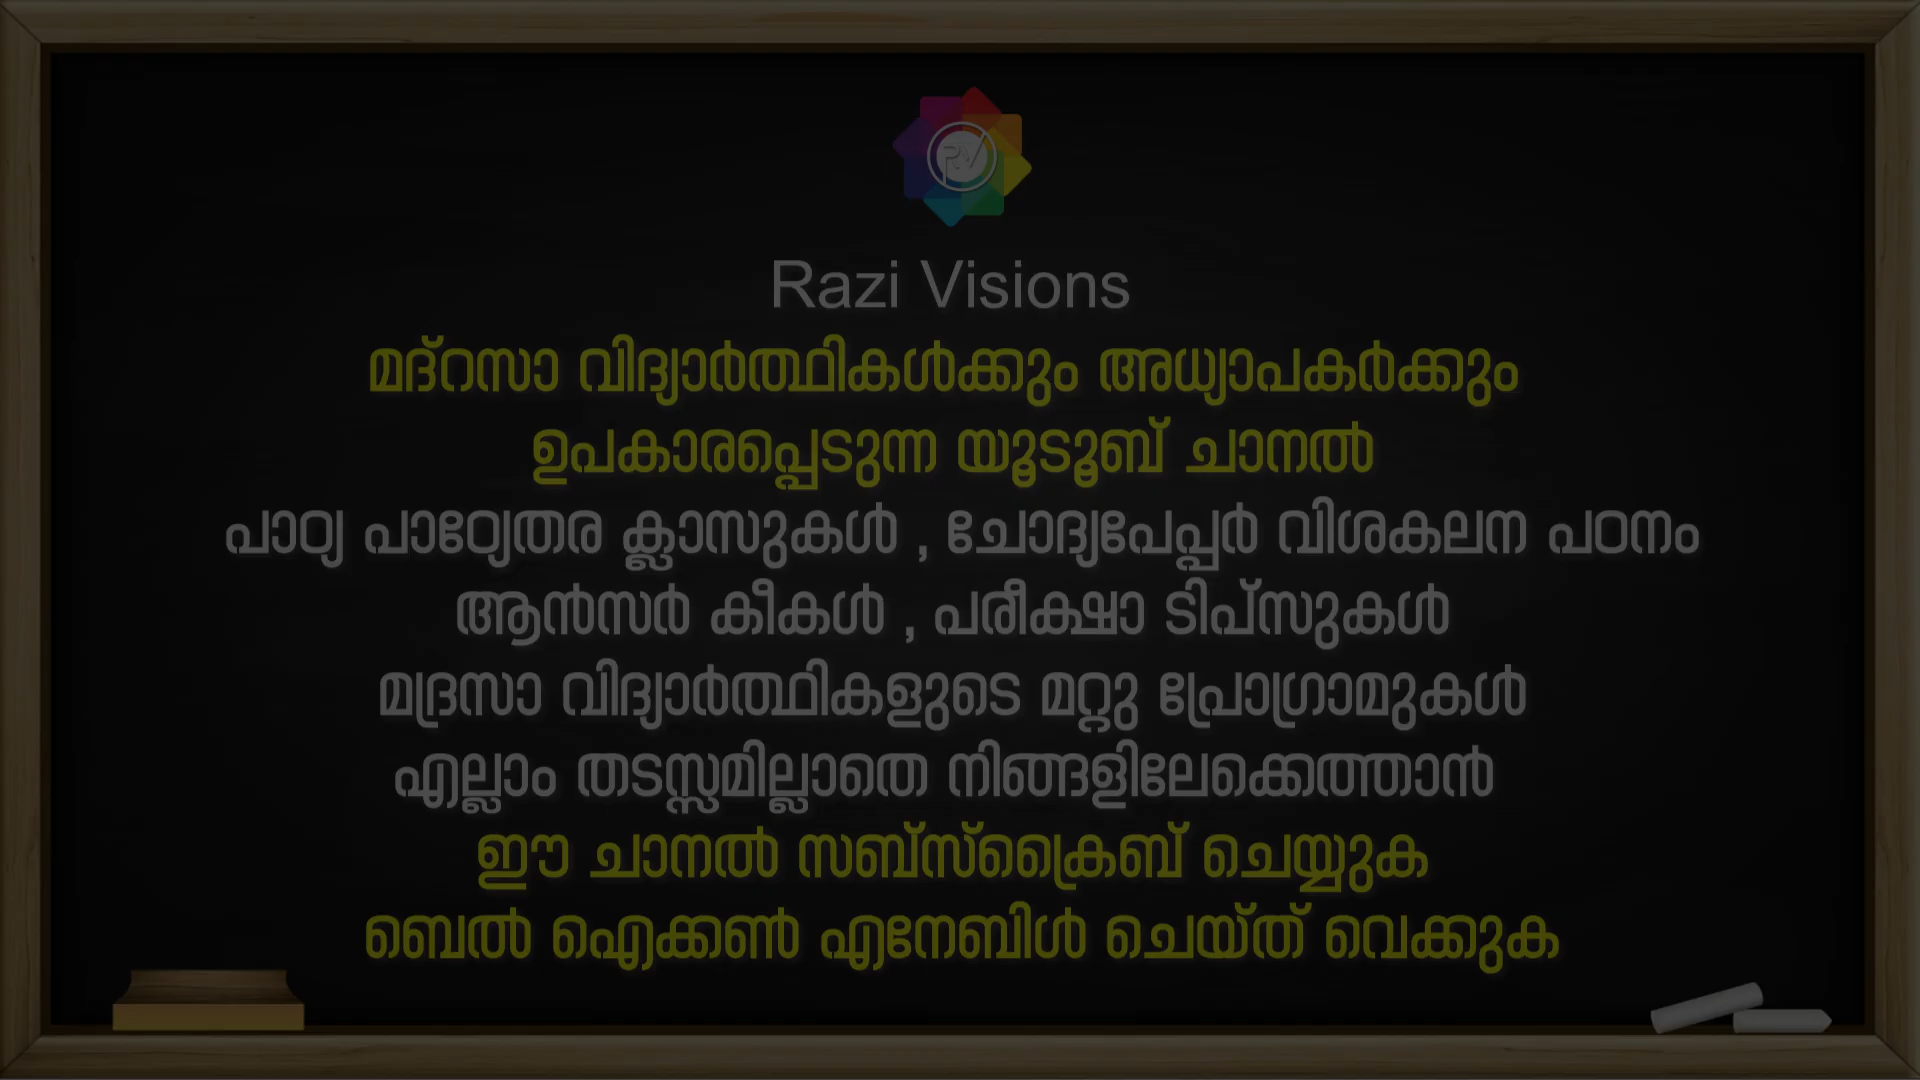 RV
Razi Visions
മദ്റസാ വിദ്യാർത്ഥികൾക്കും അധ്യാപകർക്കും
ഉപകാരപ്പെടുന്ന യൂടൂബ് ചാനൽ
പാഠ്യ പാഠ്യേതര ക്ലാസുകൾ , ചോദ്യപേപ്പർ വിശകലന പഠനം
ആൻസർ കീകൾ , പരീക്ഷാ ടിപ്സുകൾ
മദ്രസാ വിദ്യാർത്ഥികളുടെ മറ്റു പ്രോഗ്രാമുകൾ
എല്ലാം തടസ്സമില്ലാതെ നിങ്ങളിലേക്കെത്താൻ
ഈ ചാനൽ സബ്സ്ക്രൈബ് ചെയ്യുക
ബെൽ ഐക്കൺ എനേബിൾ ചെയ്ത് വെക്കുക